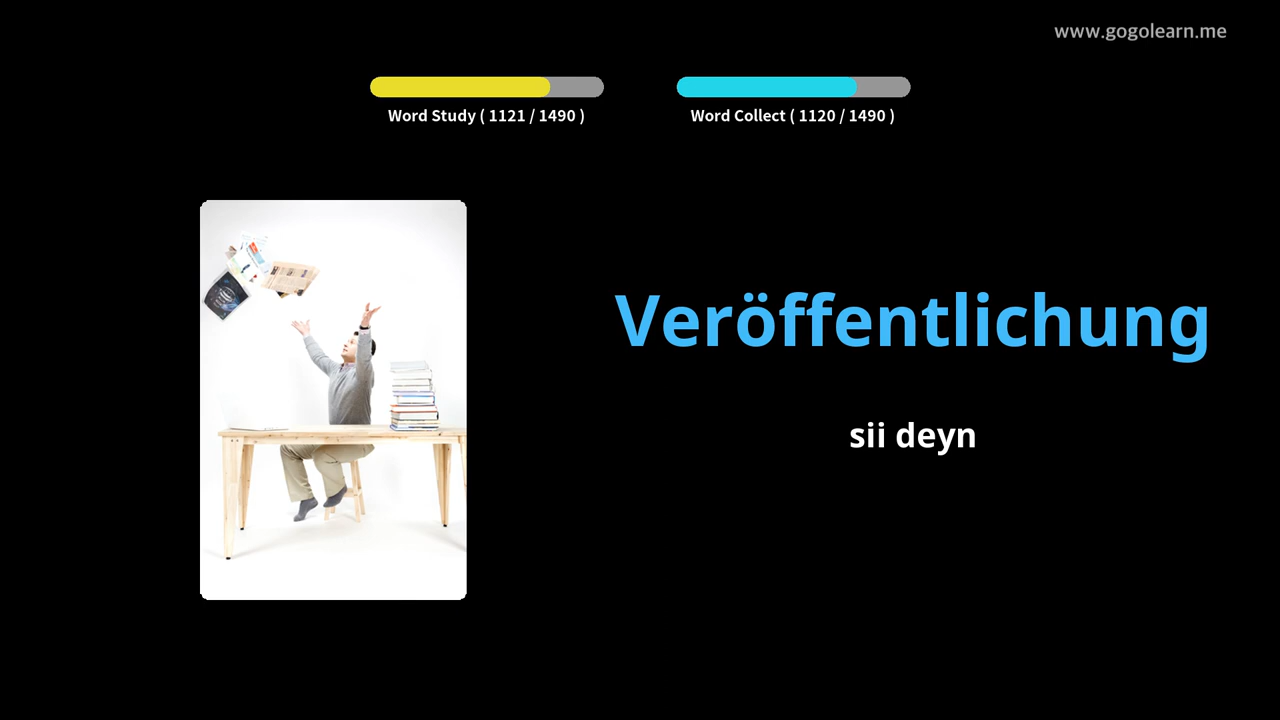 www.gogolearn.me
Word Study ( 1121 / 1490 )
Word Collect ( 1120 / 1490 )
Veröffentlichung
sii deyn